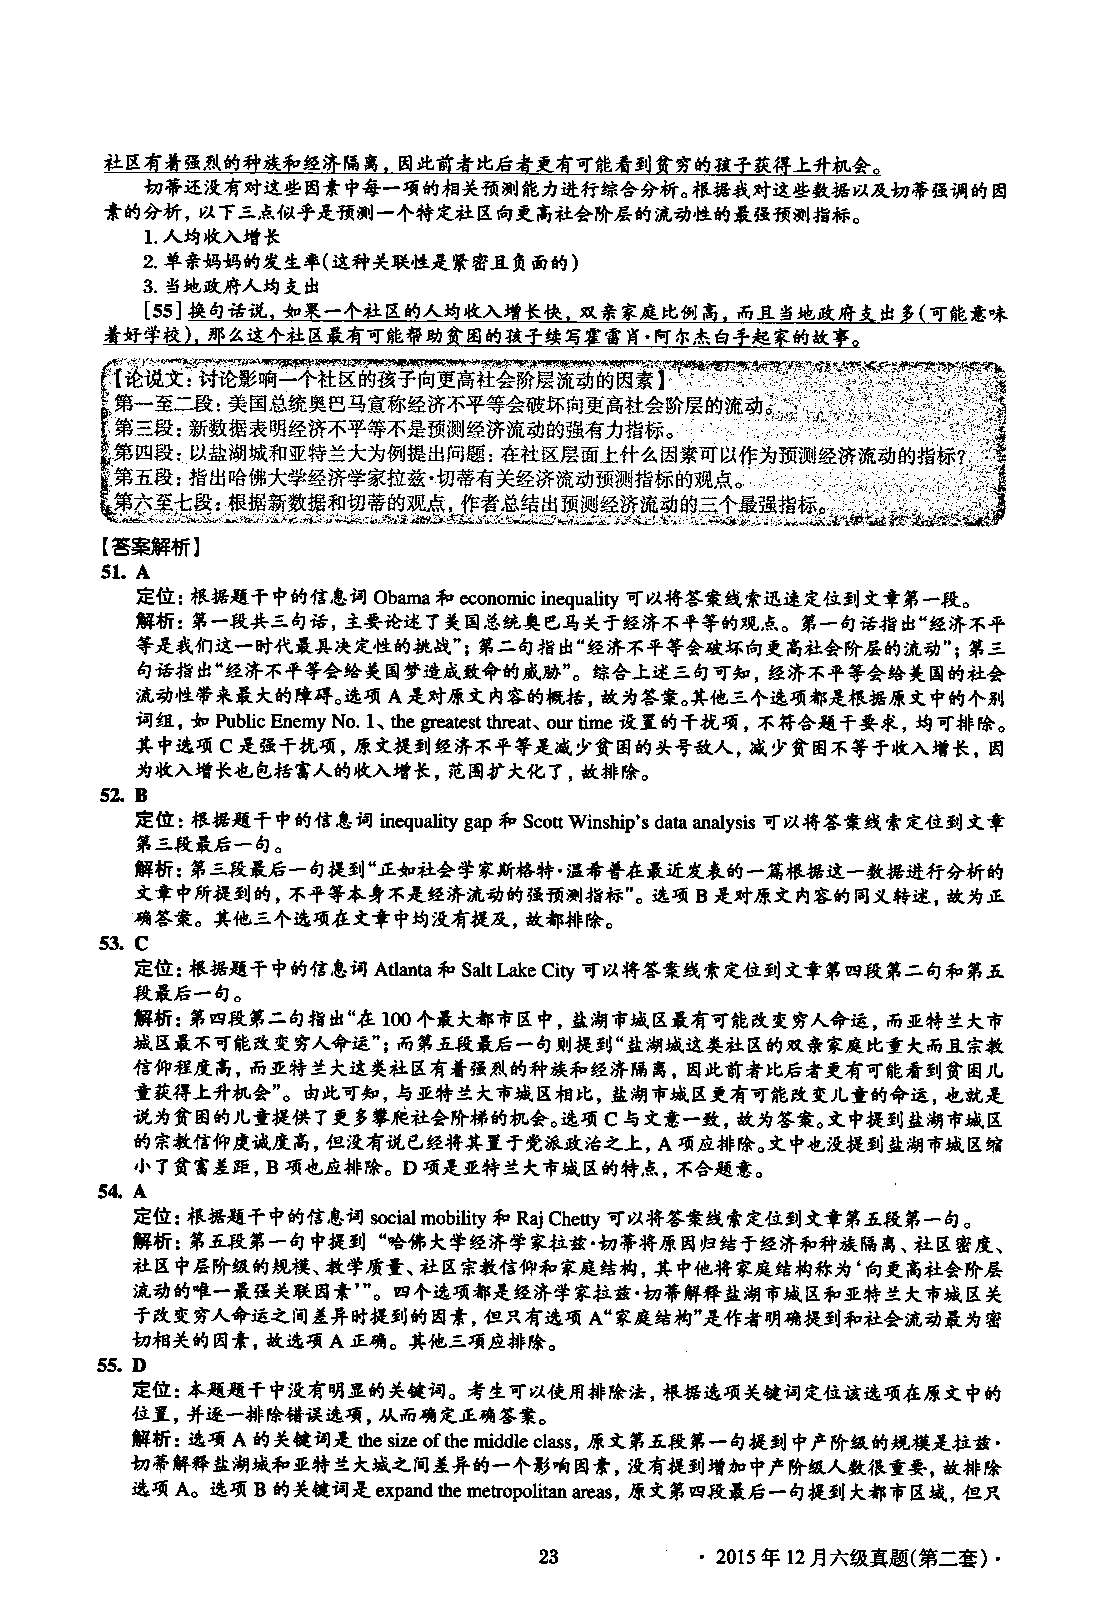 社区有着强烈的种族和经济隔离，因此前者比后者更有可能看到贫穷的孩子获得上升机会。
切蒂还没有对这些因素中每一项的相关预测能力进行综合分析。根据我对这些数据以及切蒂强调的因
素的分析，以下三点似乎是预测一个特定社区向更高社会阶层的流动性的最强预测指标。
1. 人均收入增长
2. 单亲妈妈的发生率(这种关联性是紧密且负面的)
3. 当地政府人均支出
[55] 换句话说，如果一个社区的人均收入增长快，双亲家庭比例高，而且当地政府支出多(可能意味
着好学校)，那么这个社区最有可能帮助贫困的孩子续写霍雷肖·阿尔杰白手起家的故事。
【论说文：讨论影响一个社区的孩子向更高社会阶层流动的因素】
第一至二段：美国总统奥巴马宣称经济不平等会破坏向更高社会阶层的流动。
第三段：新数据表明经济不平等不是预测经济流动的强有力指标。
第四段：以盐湖城和亚特兰大为例提出问题：在社区层面上什么因素可以作为预测经济流动的指标？
第五段：指出哈佛大学经济学家拉兹·切蒂有关经济流动预测指标的观点。
第六至七段：根据新数据和切蒂的观点，作者总结出预测经济流动的三个最强指标。
【答案解析】
51. A
定位：根据题干中的信息词 Obama 和 economic inequality 可以将答案线索迅速定位到文章第一段。
解析：第一段共三句话，主要论述了美国总统奥巴马关于经济不平等的观点。第一句话指出“经济不平
等是我们这一时代最具决定性的挑战”；第二句指出“经济不平等会破坏向更高社会阶层的流动”；第三
句话指出“经济不平等会给美国梦造成致命的威胁”。综合上述三句可知，经济不平等会给美国的社会
流动性带来最大的障碍。选项 A 是对原文内容的概括，故为答案。其他三个选项都是根据原文中的个别
词组，如 Public Enemy No. 1、the greatest threat、our time 设置的干扰项，不符合题干要求，均可排除。
其中选项 C 是强干扰项，原文提到经济不平等是减少贫困的头号敌人，减少贫困不等于收入增长，因
为收入增长也包括富人的收入增长，范围扩大化了，故排除。
52. B
定位：根据题干中的信息词 inequality gap 和 Scott Winship's data analysis 可以将答案线索定位到文章
第三段最后一句。
解析：第三段最后一句提到“正如社会学家斯格特·温希普在最近发表的一篇根据这一数据进行分析的
文章中所提到的，不平等本身不是经济流动的强预测指标”。选项 B 是对原文内容的同义转述，故为正
确答案。其他三个选项在文章中均没有提及，故都排除。
53. C
定位：根据题干中的信息词 Atlanta 和 Salt Lake City 可以将答案线索定位到文章第四段第二句和第五
段最后一句。
解析：第四段第二句指出“在 100 个最大都市区中，盐湖市城区最有可能改变穷人命运，而亚特兰大市
城区最不可能改变穷人命运”；而第五段最后一句则提到“盐湖城这类社区的双亲家庭比重大而且宗教
信仰程度高，而亚特兰大这类社区有着强烈的种族和经济隔离，因此前者比后者更有可能看到贫困儿
童获得上升机会”。由此可知，与亚特兰大市城区相比，盐湖市城区更有可能改变儿童的命运，也就是
说为贫困的儿童提供了更多攀爬社会阶梯的机会。选项 C 与文意一致，故为答案。文中提到盐湖市城区
的宗教信仰虔诚度高，但没有说已经将其置于党派政治之上，A 项应排除。文中也没提到盐湖市城区缩
小了贫富差距，B 项也应排除。D 项是亚特兰大市城区的特点，不合题意。
54. A
定位：根据题干中的信息词 social mobility 和 Raj Chetty 可以将答案线索定位到文章第五段第一句。
解析：第五段第一句中提到 “哈佛大学经济学家拉兹·切蒂将原因归结于经济和种族隔离、社区密度、
社区中层阶级的规模、教学质量、社区宗教信仰和家庭结构，其中他将家庭结构称为‘向更高社会阶层
流动的唯一最强关联因素’”。四个选项都是经济学家拉兹·切蒂解释盐湖市城区和亚特兰大市城区关
于改变穷人命运之间差异时提到的因素，但只有选项 A“家庭结构”是作者明确提到和社会流动最为密
切相关的因素，故选项 A 正确。其他三项应排除。
55. D
定位：本题题干中没有明显的关键词。考生可以使用排除法，根据选项关键词定位该选项在原文中的
位置，并逐一排除错误选项，从而确定正确答案。
解析：选项 A 的关键词是 the size of the middle class，原文第五段第一句提到中产阶级的规模是拉兹·
切蒂解释盐湖城和亚特兰大城之间差异的一个影响因素，没有提到增加中产阶级人数很重要，故排除
选项 A。选项 B 的关键词是 expand the metropolitan areas，原文第四段最后一句提到大都市区域，但只
23
· 2015 年 12 月六级真题(第二套) ·